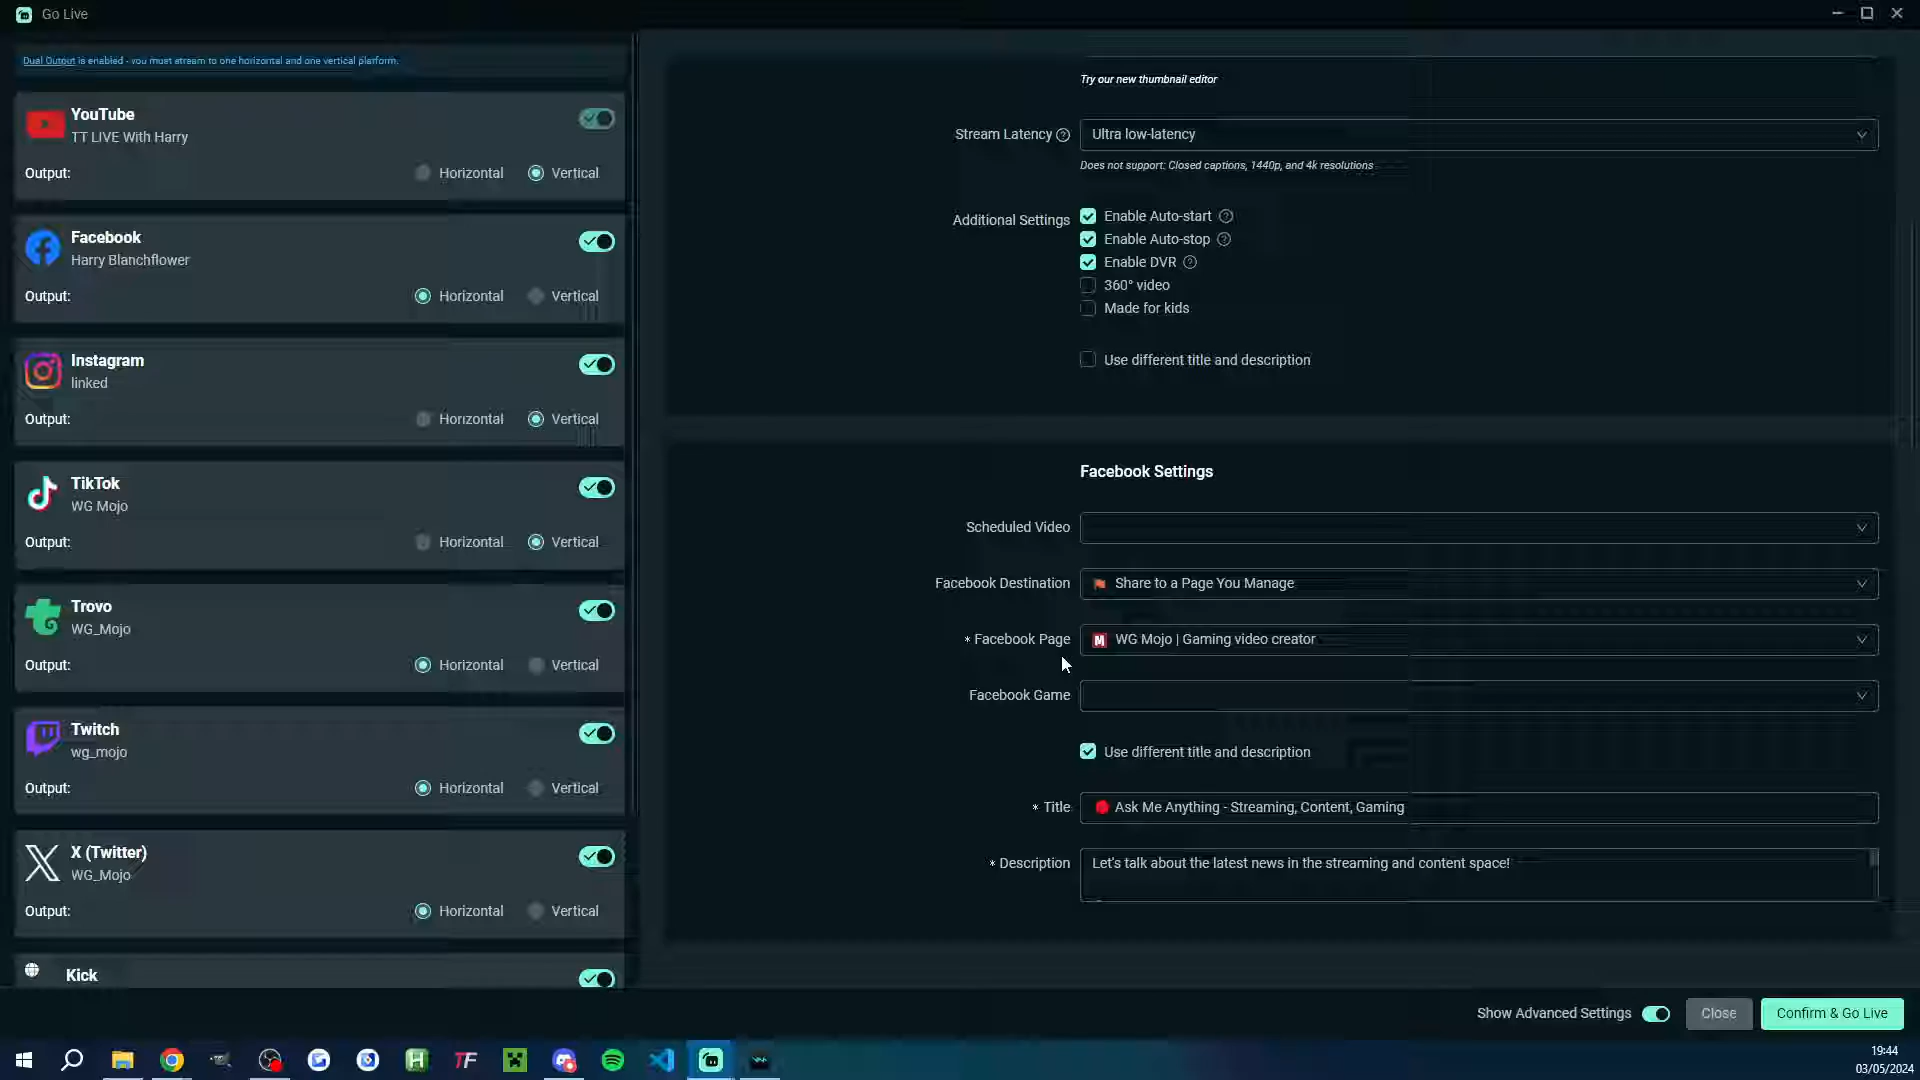 Go Live
Dual Output is enabled - you must stream to one horizontal and one vertical platform.
YouTube
TT LIVE With Harry
Output:
Horizontal
Vertical
Facebook
Harry Blanchflower
Output:
Horizontal
Vertical
Instagram
linked
Output:
Horizontal
Vertical
TikTok
WG Mojo
Output:
Horizontal
Vertical
Trovo
WG_Mojo
Output:
Horizontal
Vertical
Twitch
wg_mojo
Output:
Horizontal
Vertical
X (Twitter)
WG_Mojo
Output:
Horizontal
Vertical
Kick
Try our new thumbnail editor
Stream Latency
Ultra low-latency
Does not support: Closed captions, 1440p, and 4k resolutions
Additional Settings
Enable Auto-start
Enable Auto-stop
Enable DVR
360° video
Made for kids
Use different title and description
Facebook Settings
Scheduled Video
Facebook Destination
Share to a Page You Manage
* Facebook Page
M WG Mojo | Gaming video creator
Facebook Game
Use different title and description
* Title
Ask Me Anything - Streaming, Content, Gaming
* Description
Let's talk about the latest news in the streaming and content space!
Show Advanced Settings
Close
Confirm & Go Live
H
TF
19:44
03/05/2024